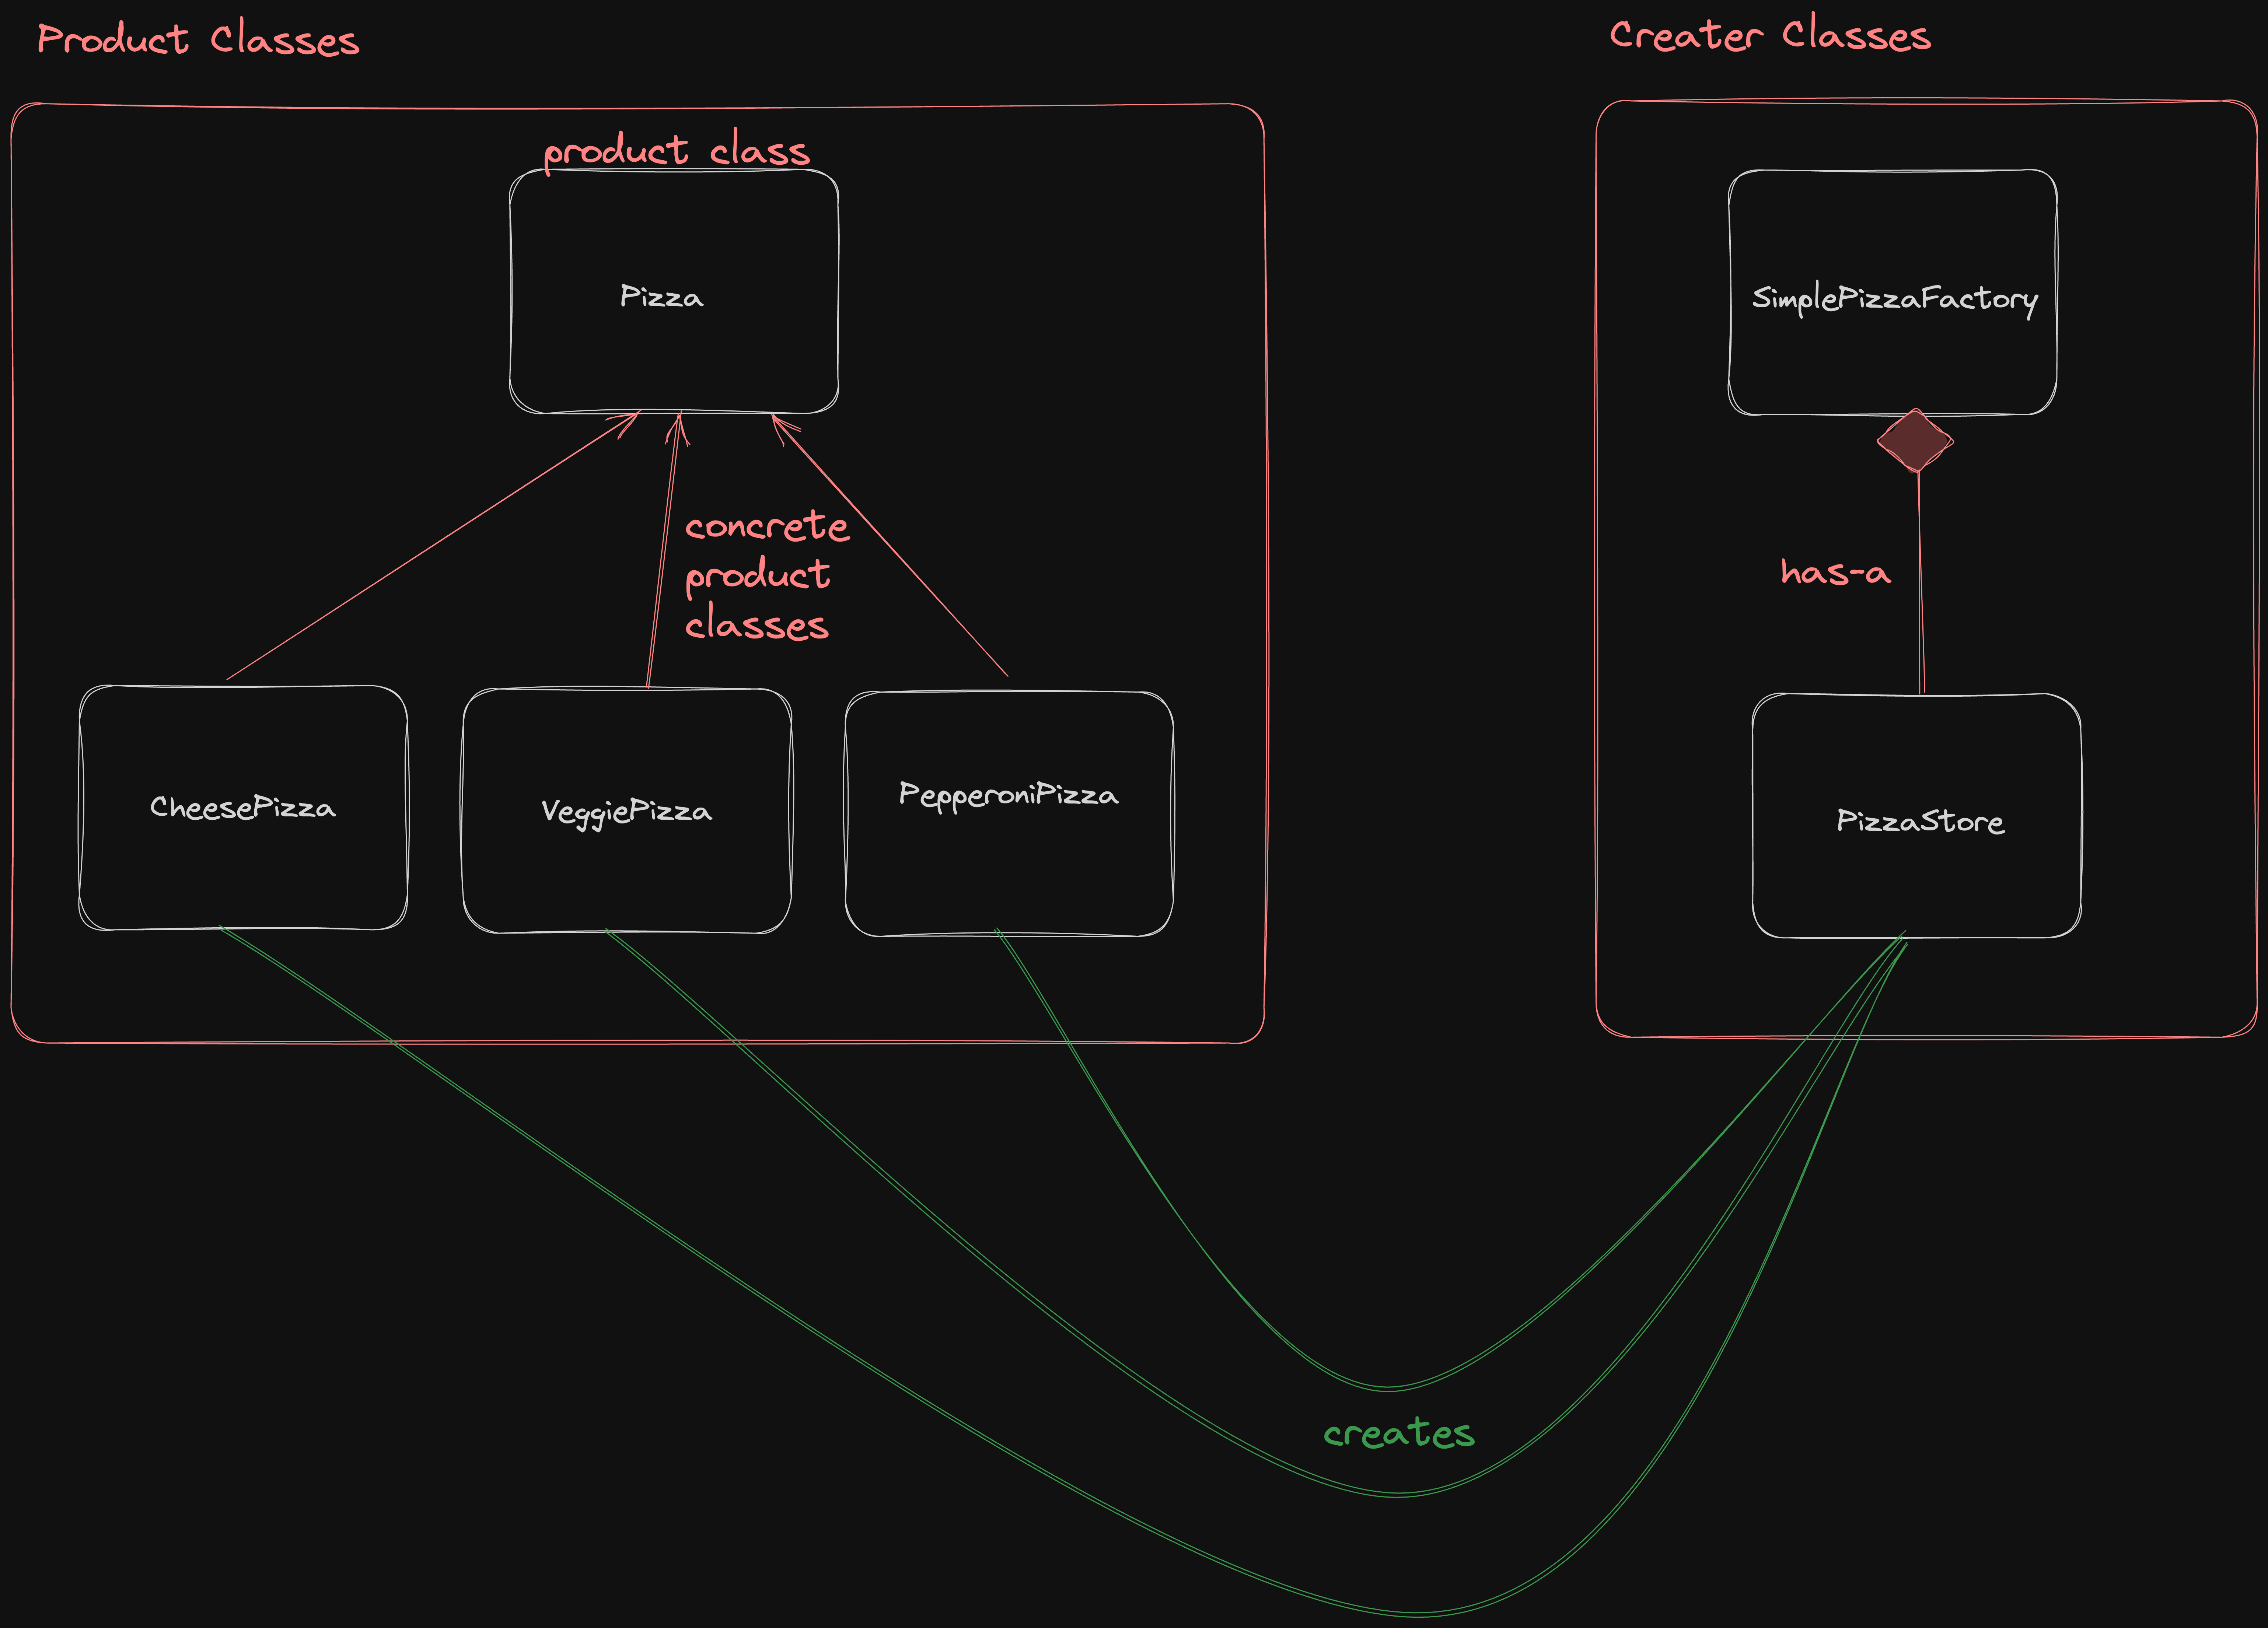 Product Classes
Creater Classes
product class
Pizza
SimplePizzaFactory
concrete
product
classes
has-a
CheesePizza
VeggiePizza
PepperoniPizza
PizzaStore
creates